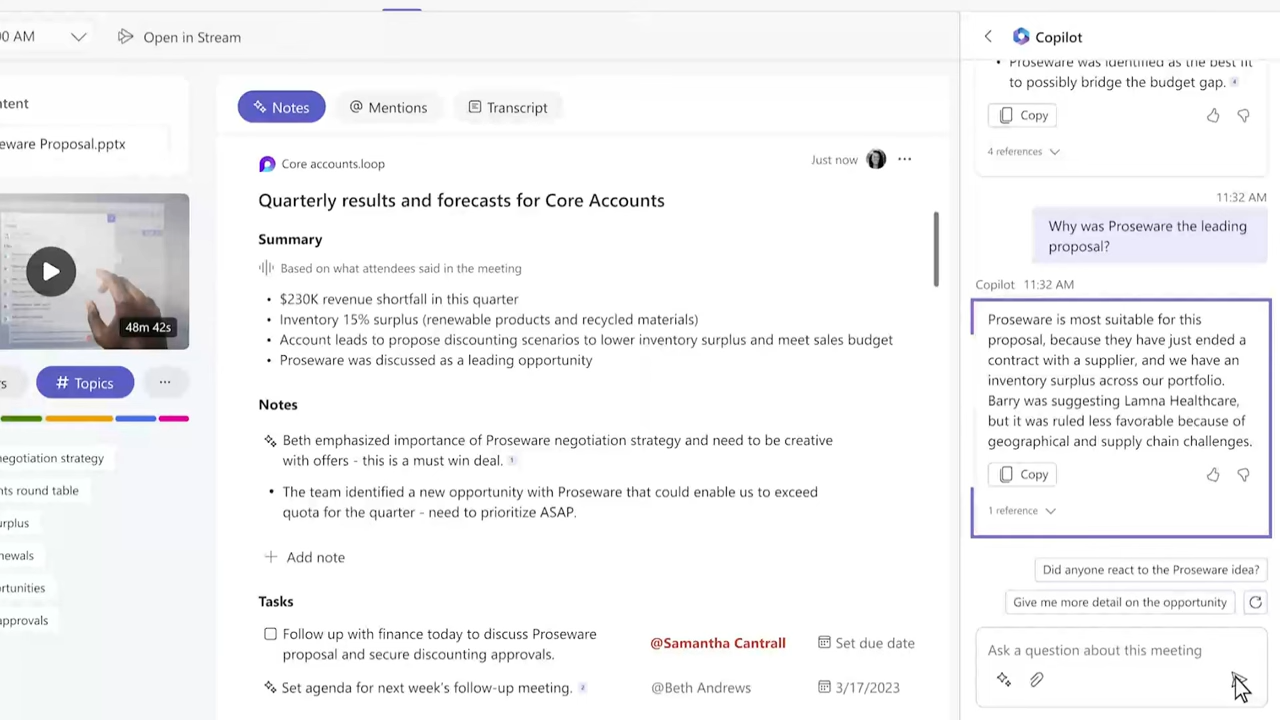 00 AM
Open in Stream
Copilot
ntent
eware Proposal.pptx
48m 42s
rs
# Topics
...
negotiation strategy
nts round table
urplus
newals
ortunities
approvals
Notes
@ Mentions
Transcript
Core accounts.loop
Just now
...
Quarterly results and forecasts for Core Accounts
Summary
Based on what attendees said in the meeting
• $230K revenue shortfall in this quarter
• Inventory 15% surplus (renewable products and recycled materials)
• Account leads to propose discounting scenarios to lower inventory surplus and meet sales budget
• Proseware was discussed as a leading opportunity
Notes
Beth emphasized importance of Proseware negotiation strategy and need to be creative
with offers - this is a must win deal. 1
• The team identified a new opportunity with Proseware that could enable us to exceed
quota for the quarter - need to prioritize ASAP.
+ Add note
Tasks
Follow up with finance today to discuss Proseware
proposal and secure discounting approvals.
@Samantha Cantrall
Set due date
Set agenda for next week's follow-up meeting. 2
@Beth Andrews
3/17/2023
• Proseware was identified as the best fit
to possibly bridge the budget gap. 4
Copy
4 references
11:32 AM
Why was Proseware the leading
proposal?
Copilot 11:32 AM
Proseware is most suitable for this
proposal, because they have just ended a
contract with a supplier, and we have an
inventory surplus across our portfolio.
Barry was suggesting Lamna Healthcare,
but it was ruled less favorable because of
geographical and supply chain challenges.
Copy
1 reference
Did anyone react to the Proseware idea?
Give me more detail on the opportunity
Ask a question about this meeting